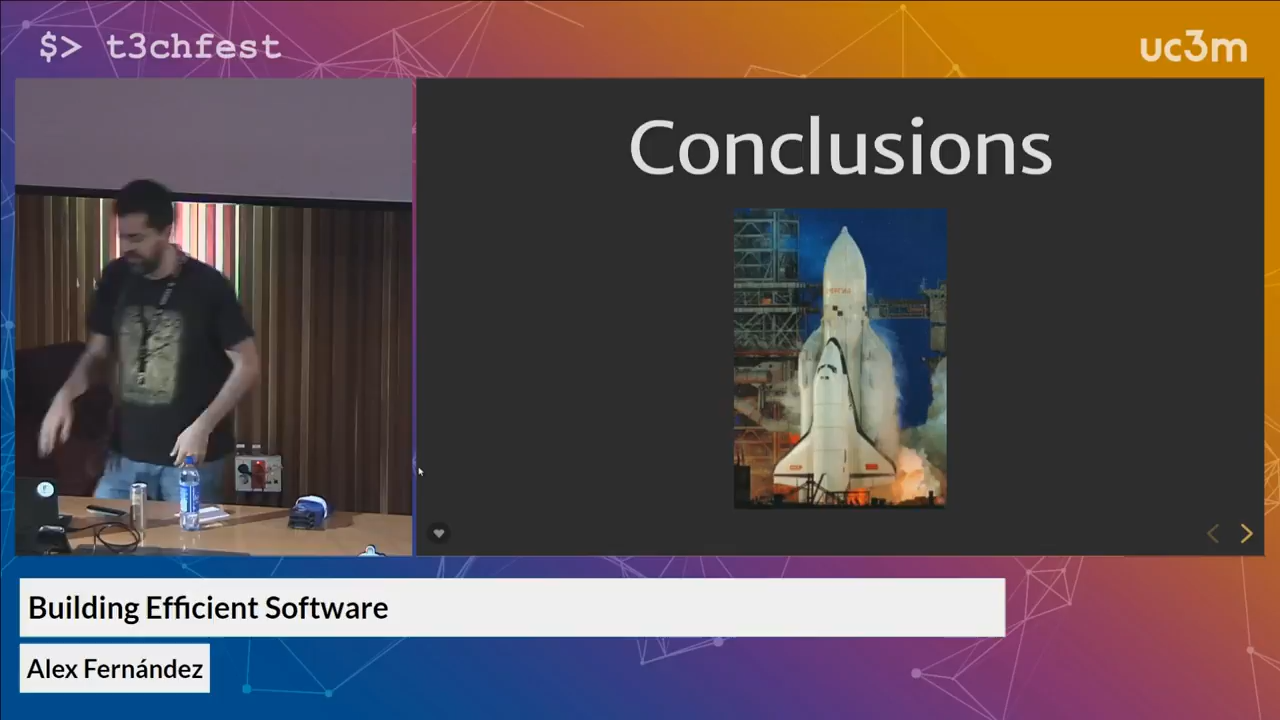 $> t3chfest
uc3m
Conclusions
Building Efficient Software
Alex Fernández